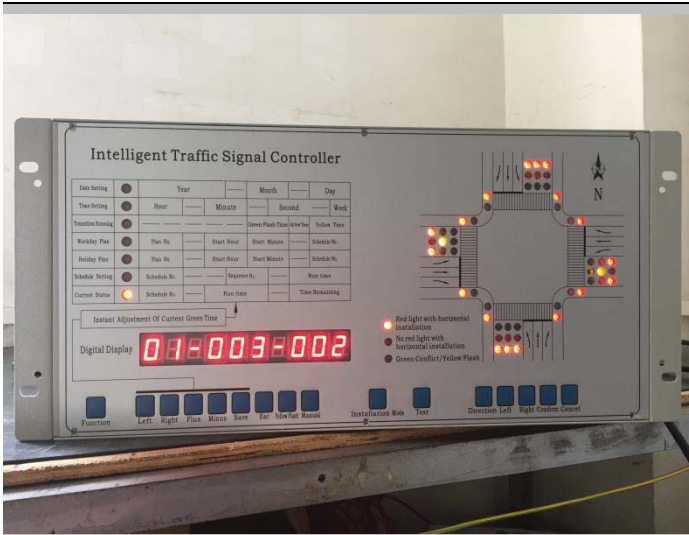 Intelligent Traffic Signal Controller
N
Date Setting Year Month Day
Time Setting Hour Minute Second Week
Transition Running Green Flash Time All Red Time Yellow Time
Workday Plan Plan No. Start Hour Start Minute Schedule No.
Holiday Plan Plan No. Start Hour Start Minute Schedule No.
Schedule Setting Schedule No. Sequence No. Run time
Current Status Schedule No. Run time Time Remaining
Instant Adjustment Of Current Green Time
Digital Display 01-003-002
Red light with horizontal
installation
No red light with
horizontal installation
Green Conflict/Yellow Flash
Function Left Right Plus Minus Save Esc Yellow Flash Manual Installation Mode Test Direction Left Right Confirm Cancel